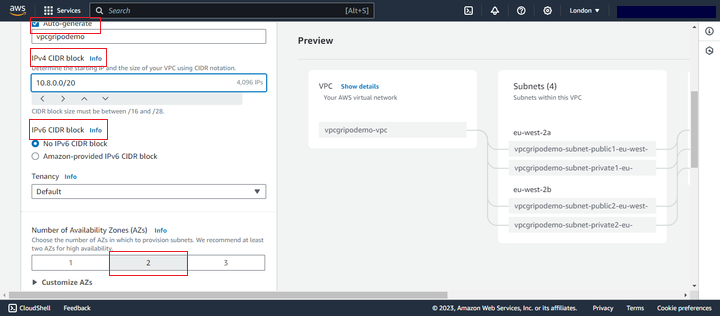 aws
Services
Search
[Alt+S]
London
Auto-generate
vpcgripodemo
IPv4 CIDR block Info
Determine the starting IP and the size of your VPC using CIDR notation.
10.8.0.0/20
4,096 IPs
CIDR block size must be between /16 and /28.
IPv6 CIDR block Info
No IPv6 CIDR block
Amazon-provided IPv6 CIDR block
Tenancy Info
Default
Number of Availability Zones (AZs) Info
Choose the number of AZs in which to provision subnets. We recommend at least
two AZs for high availability.
1 2 3
Customize AZs
Preview
VPC Show details
Your AWS virtual network
vpcgripodemo-vpc
Subnets (4)
Subnets within this VPC
eu-west-2a
vpcgripodemo-subnet-public1-eu-west-
vpcgripodemo-subnet-private1-eu-
eu-west-2b
vpcgripodemo-subnet-public2-eu-west-
vpcgripodemo-subnet-private2-eu-
CloudShell Feedback
© 2023, Amazon Web Services, Inc. or its affiliates. Privacy Terms Cookie preferences